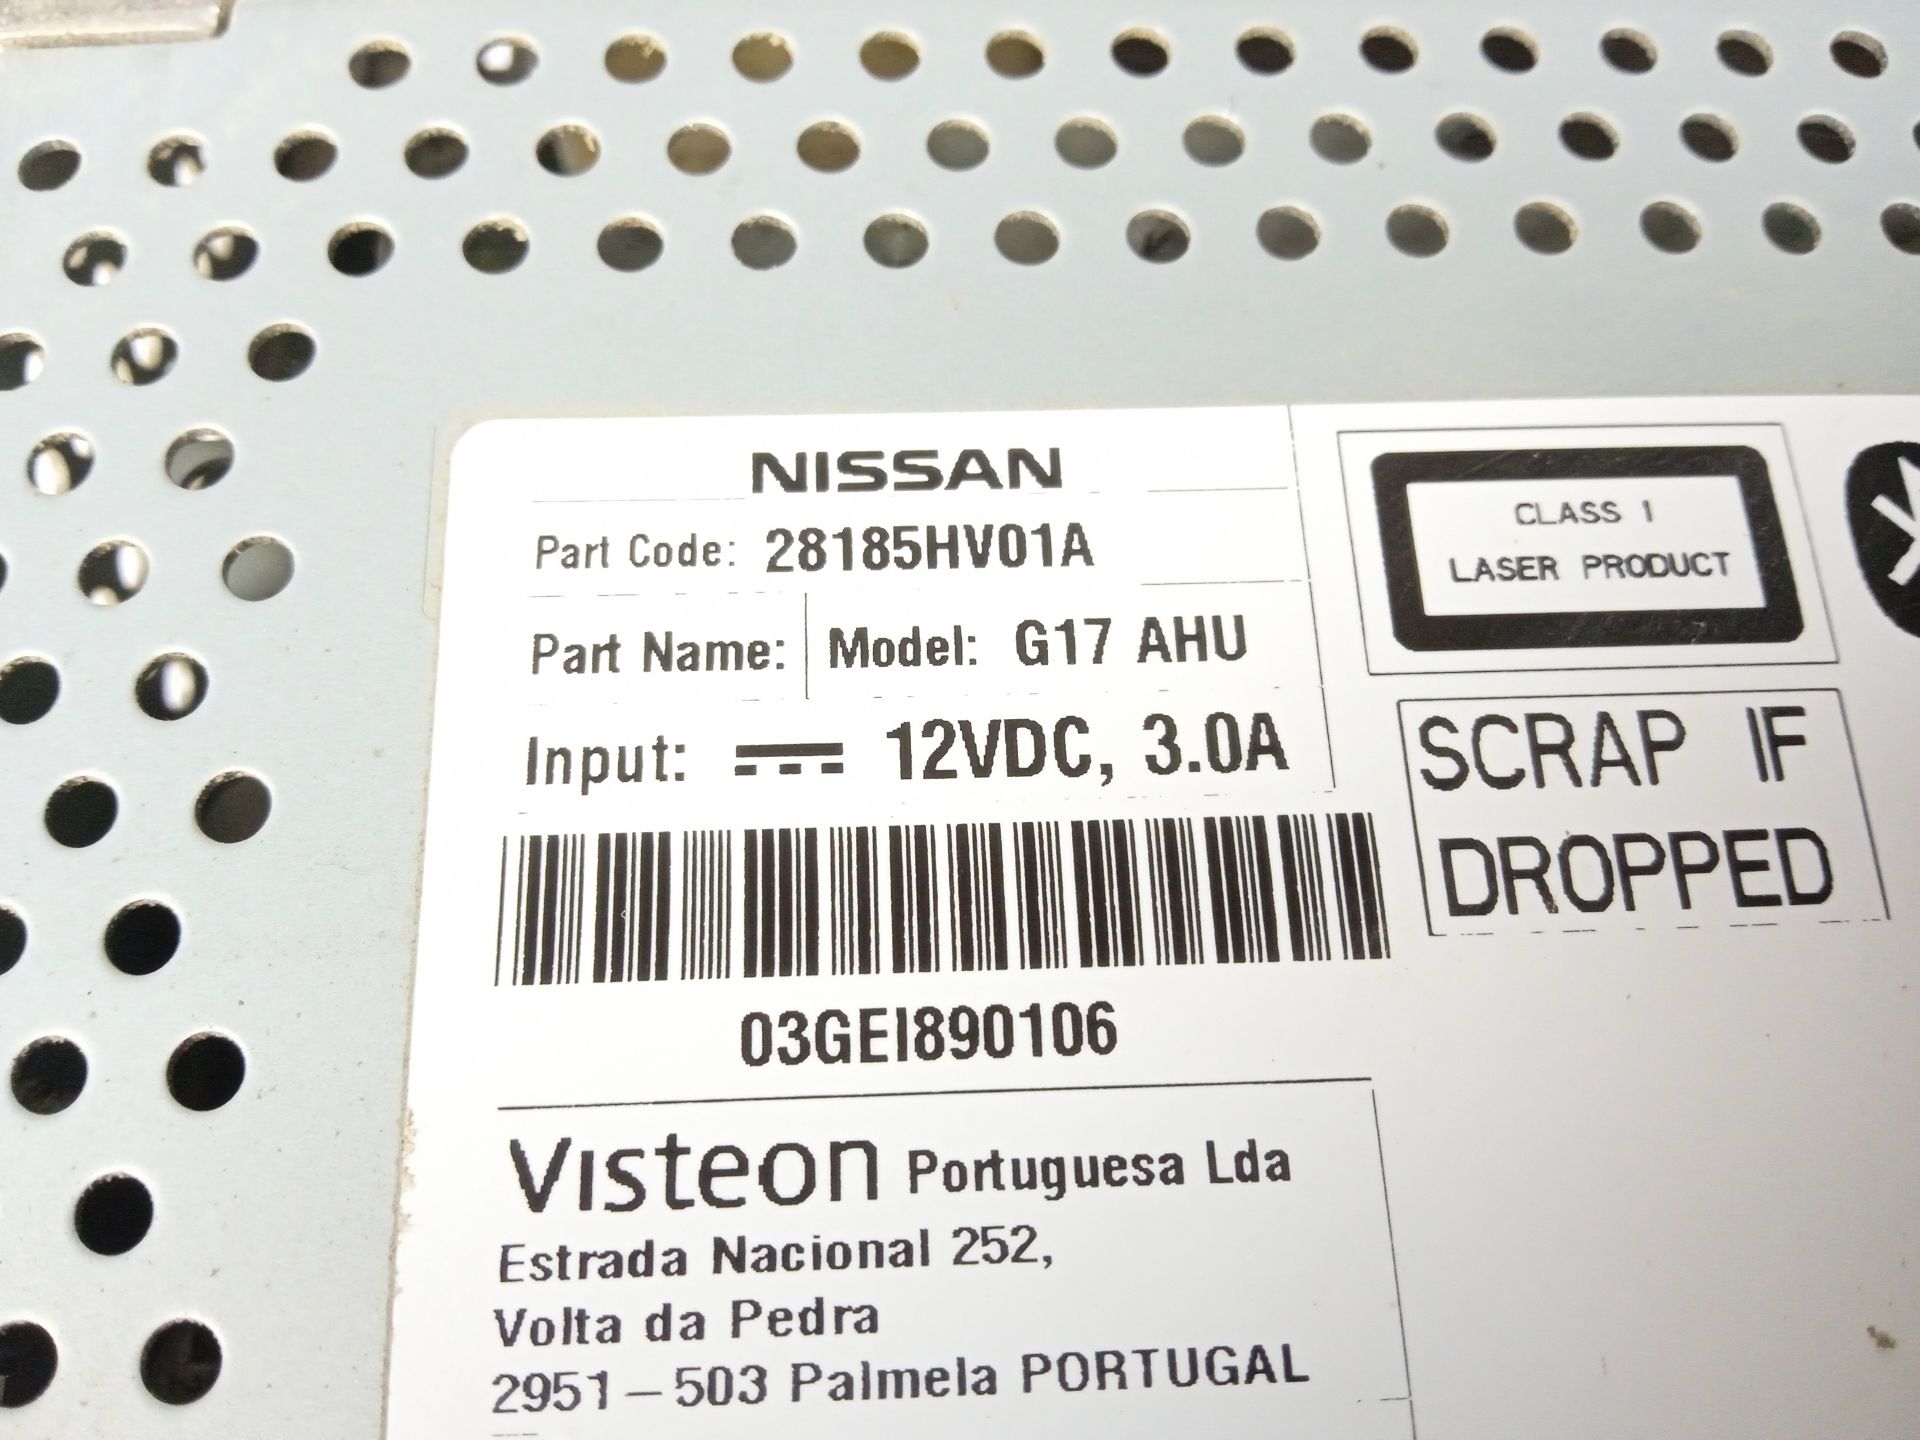 NISSAN
Part Code: 28185HV01A
Part Name: Model: G17 AHU
Input: 12VDC, 3.0A
03GEI890106
Visteon Portuguesa Lda
Estrada Nacional 252,
Volta da Pedra
2951-503 Palmela PORTUGAL
CLASS 1
LASER PRODUCT
SCRAP IF
DROPPED